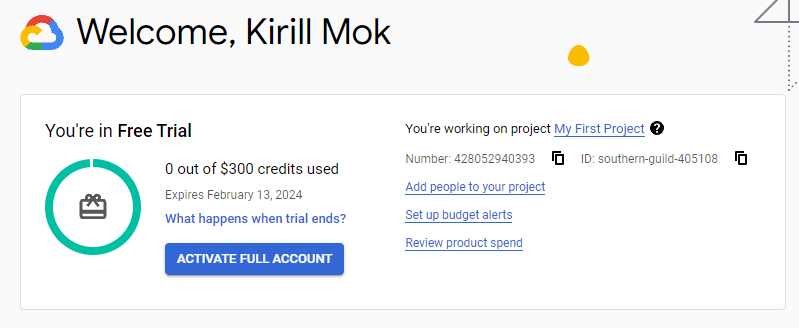 Welcome, Kirill Mok
You're in Free Trial
0 out of $300 credits used
Expires February 13, 2024
What happens when trial ends?
ACTIVATE FULL ACCOUNT
You're working on project My First Project ?
Number: 428052940393 ID: southern-guild-405108
Add people to your project
Set up budget alerts
Review product spend